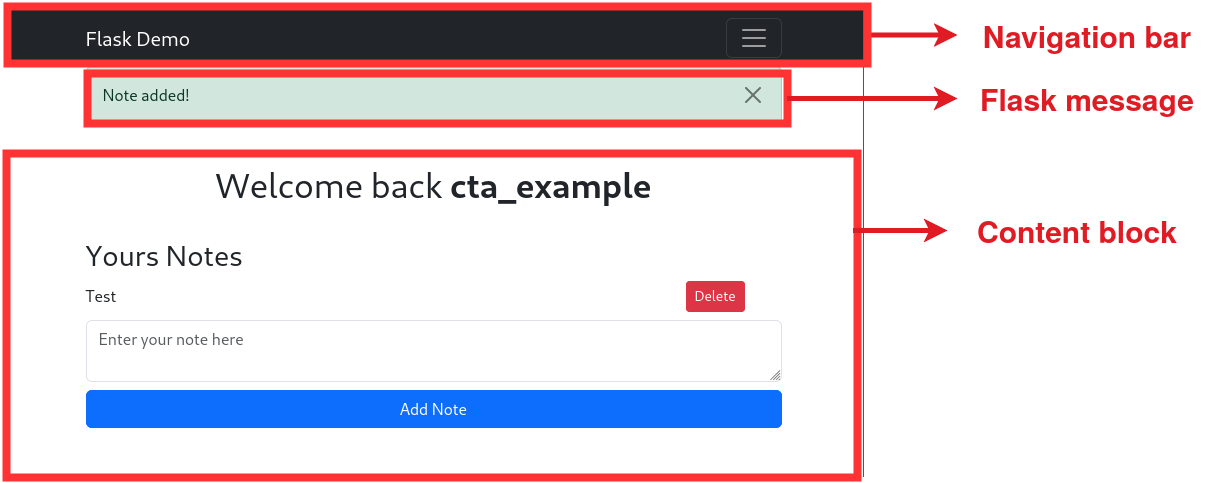 Flask Demo
Navigation bar
Note added!
Flask message
Welcome back cta_example
Content block
Yours Notes
Test
Delete
Enter your note here
Add Note